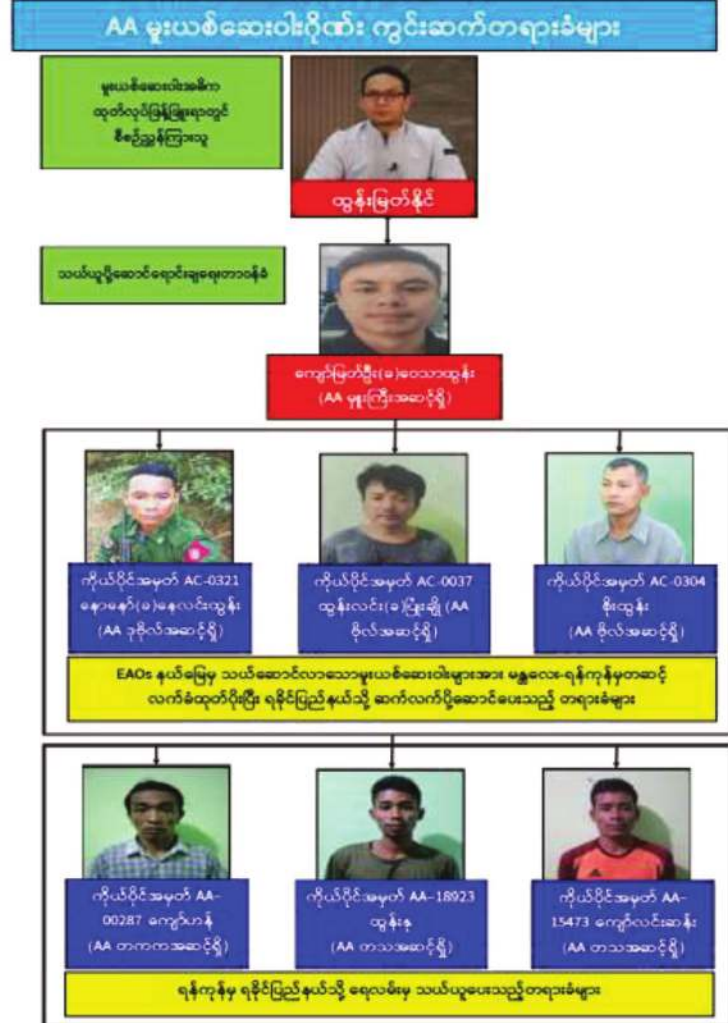 AA မူးယစ်ဆေးဝါးဂိုဏ်း ကွင်းဆက်တရားခံများ
မူးယစ်ဆေးဝါးအဓိက
ထုတ်လုပ်ဖြန့်ဖြူးရာတွင်
စီစဉ်ညွှန်ကြားသူ
ထွန်းမြတ်နိုင်
သယ်ယူပို့ဆောင်ရောင်းချရေးတာဝန်ခံ
ကျော်မြတ်ဦး(ခ)ဝေသာထွန်း
(AA မှူးကြီးအဆင့်ရှိ)
ကိုယ်ပိုင်အမှတ် AC-0321
နောမနော်(ခ)နေလင်းထွန်း
(AA ဒုဗိုလ်အဆင့်ရှိ)
ကိုယ်ပိုင်အမှတ် AC-0037
ထွန်းလင်း(ခ)ပြုံးချို (AA
ဗိုလ်အဆင့်ရှိ)
ကိုယ်ပိုင်အမှတ် AC-0304
စိုးထွန်း
(AA ဗိုလ်အဆင့်ရှိ)
EAOs နယ်မြေမှ သယ်ဆောင်လာသောမူးယစ်ဆေးဝါးများအား မန္တလေး-ရန်ကုန်မှတဆင့်
လက်ခံထုတ်ပိုးပြီး ရခိုင်ပြည်နယ်သို့ ဆက်လက်ပို့ဆောင်ပေးသည့် တရားခံများ
ကိုယ်ပိုင်အမှတ် AA-
00287 ကျော်ဟန်
(AA တကကအဆင့်ရှိ)
ကိုယ်ပိုင်အမှတ် AA-18923
ထွန်းနု
(AA တသအဆင့်ရှိ)
ကိုယ်ပိုင်အမှတ် AA-
15473 ကျော်လင်းဆန်း
(AA တသအဆင့်ရှိ)
ရန်ကုန်မှ ရခိုင်ပြည်နယ်သို့ ရေလမ်းမှ သယ်ယူပေးသည့်တရားခံများ